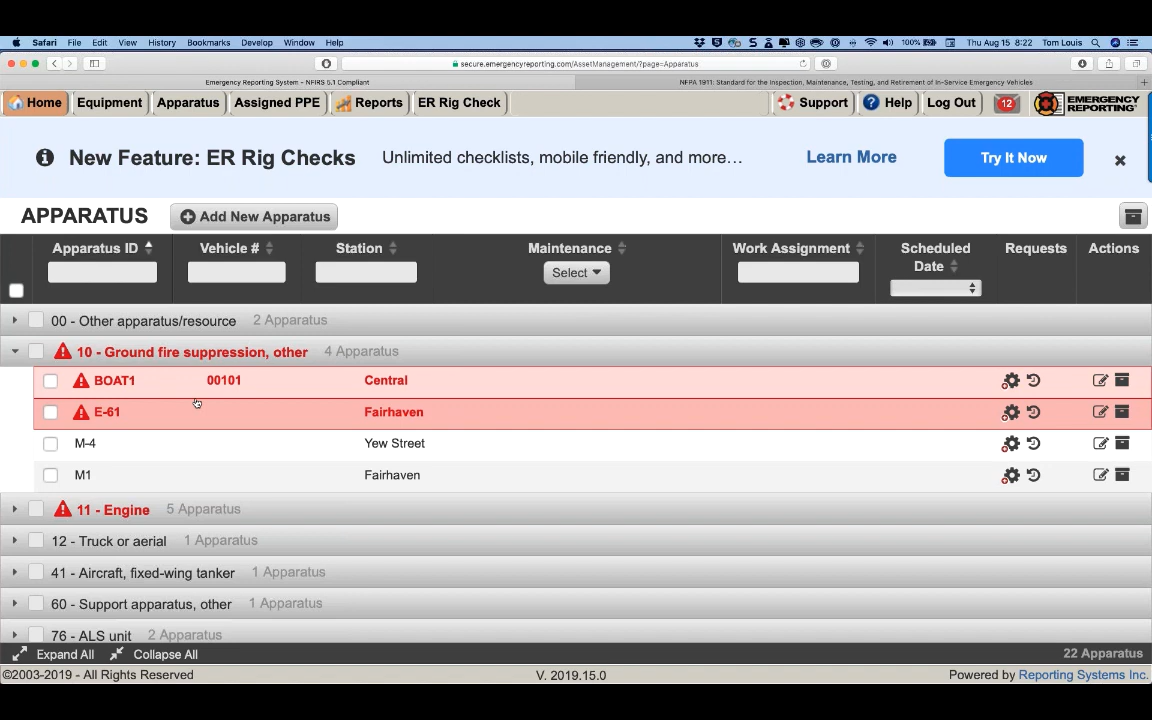 Safari File Edit View History Bookmarks Develop Window Help 100% Thu Aug 15 8:22 Tom Louis
secure.emergencyreporting.com/AssetManagement/?page=Apparatus
Emergency Reporting System - NFIRS 5.1 Compliant NFPA 1911: Standard for the Inspection, Maintenance, Testing, and Retirement of In-Service Emergency Vehicles
Home Equipment Apparatus Assigned PPE Reports ER Rig Check Support Help Log Out 12 EMERGENCY REPORTING
New Feature: ER Rig Checks Unlimited checklists, mobile friendly, and more... Learn More Try It Now
APPARATUS Add New Apparatus
Apparatus ID Vehicle # Station Maintenance Work Assignment Scheduled Date Requests Actions
Select
00 - Other apparatus/resource 2 Apparatus
10 - Ground fire suppression, other 4 Apparatus
BOAT1 00101 Central
E-61 Fairhaven
M-4 Yew Street
M1 Fairhaven
11 - Engine 5 Apparatus
12 - Truck or aerial 1 Apparatus
41 - Aircraft, fixed-wing tanker 1 Apparatus
60 - Support apparatus, other 1 Apparatus
76 - ALS unit 2 Apparatus
Expand All Collapse All 22 Apparatus
©2003-2019 - All Rights Reserved V. 2019.15.0 Powered by Reporting Systems Inc.